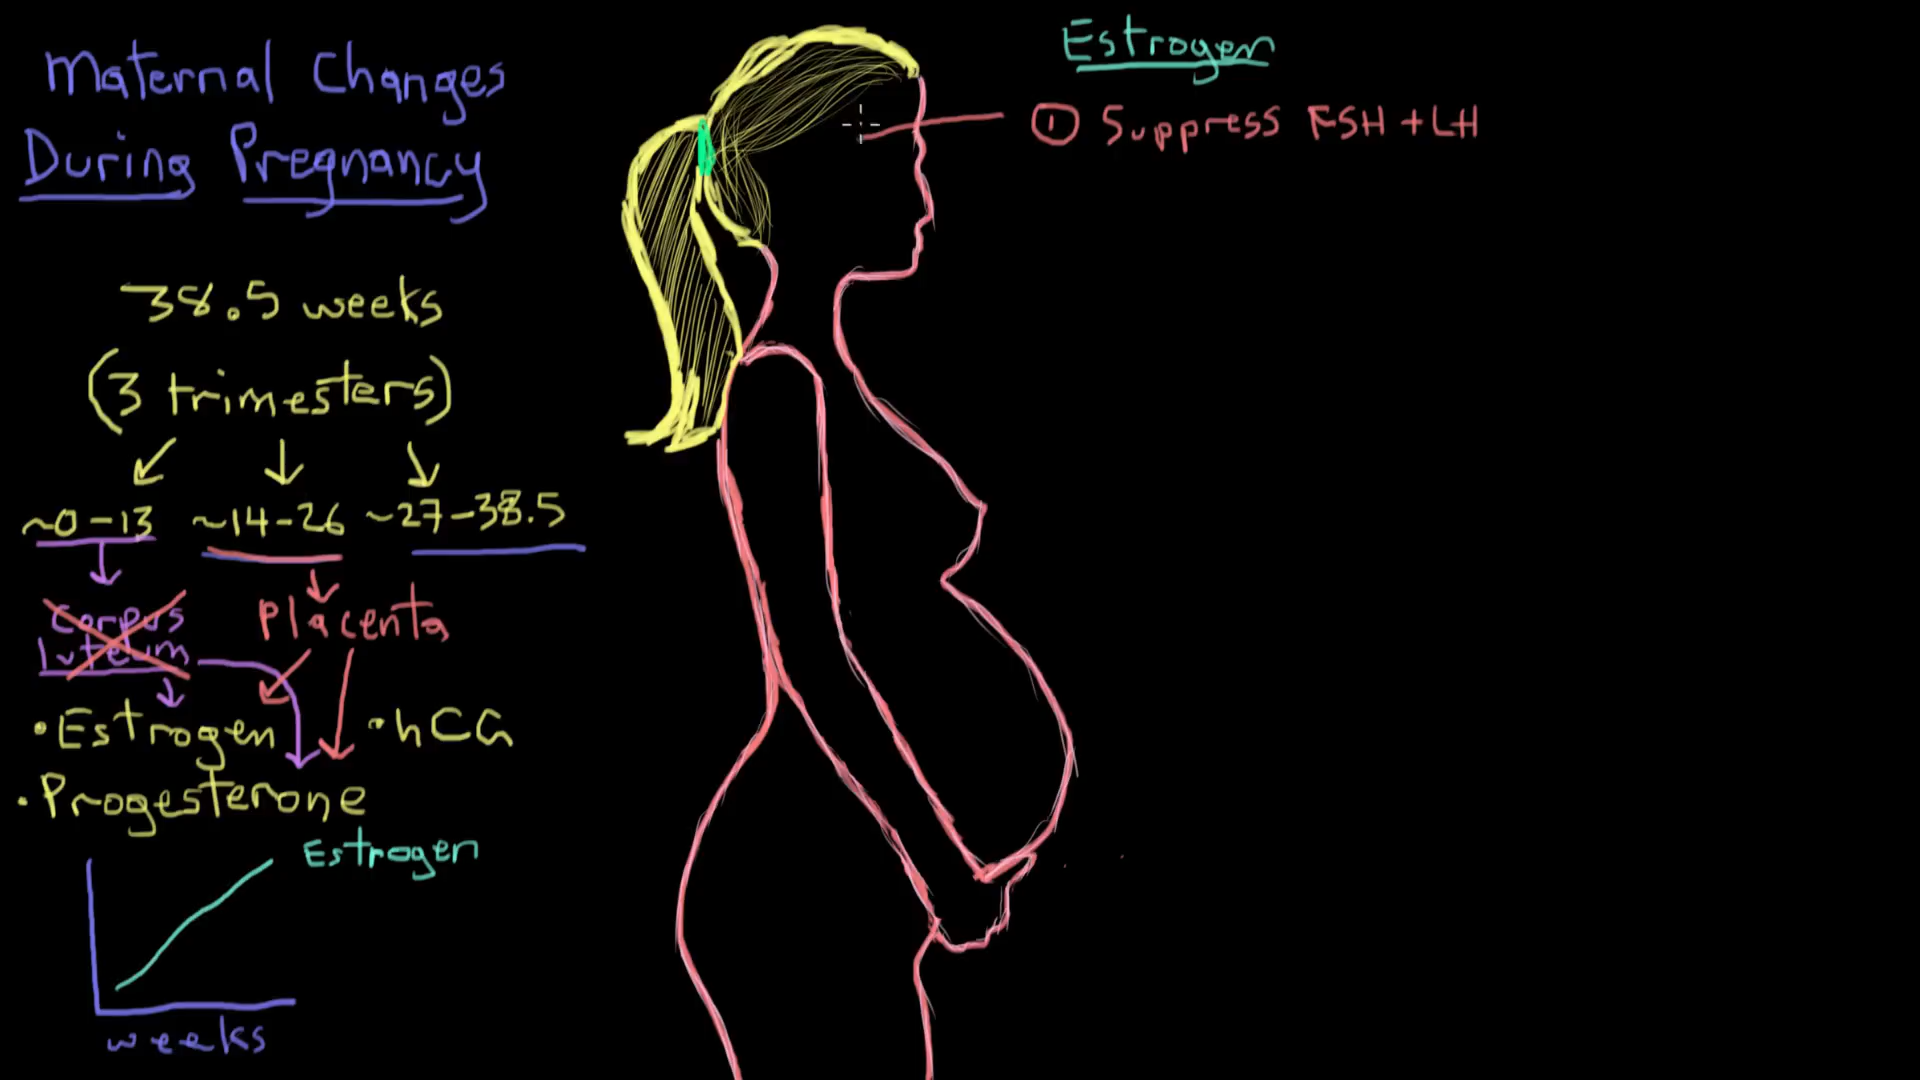 Maternal Changes
During Pregnancy
38.5 weeks
(3 trimesters)
~0-13 ~14-26 ~27-38.5
Corpus
luteum
Placenta
•Estrogen •hCG
•Progesterone
Estrogen
weeks
Estrogen
① Suppress FSH + LH